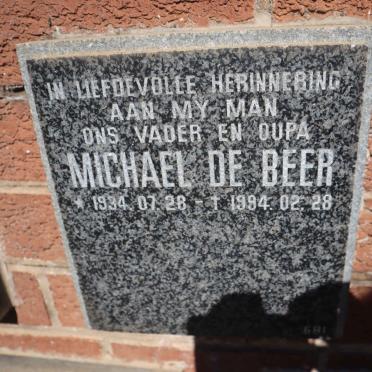 IN LIEFDEVOLLE HERINNERING
AAN MY MAN
ONS VADER EN OUPA
MICHAEL DE BEER
* 1934.07.28 - † 1994.02.28